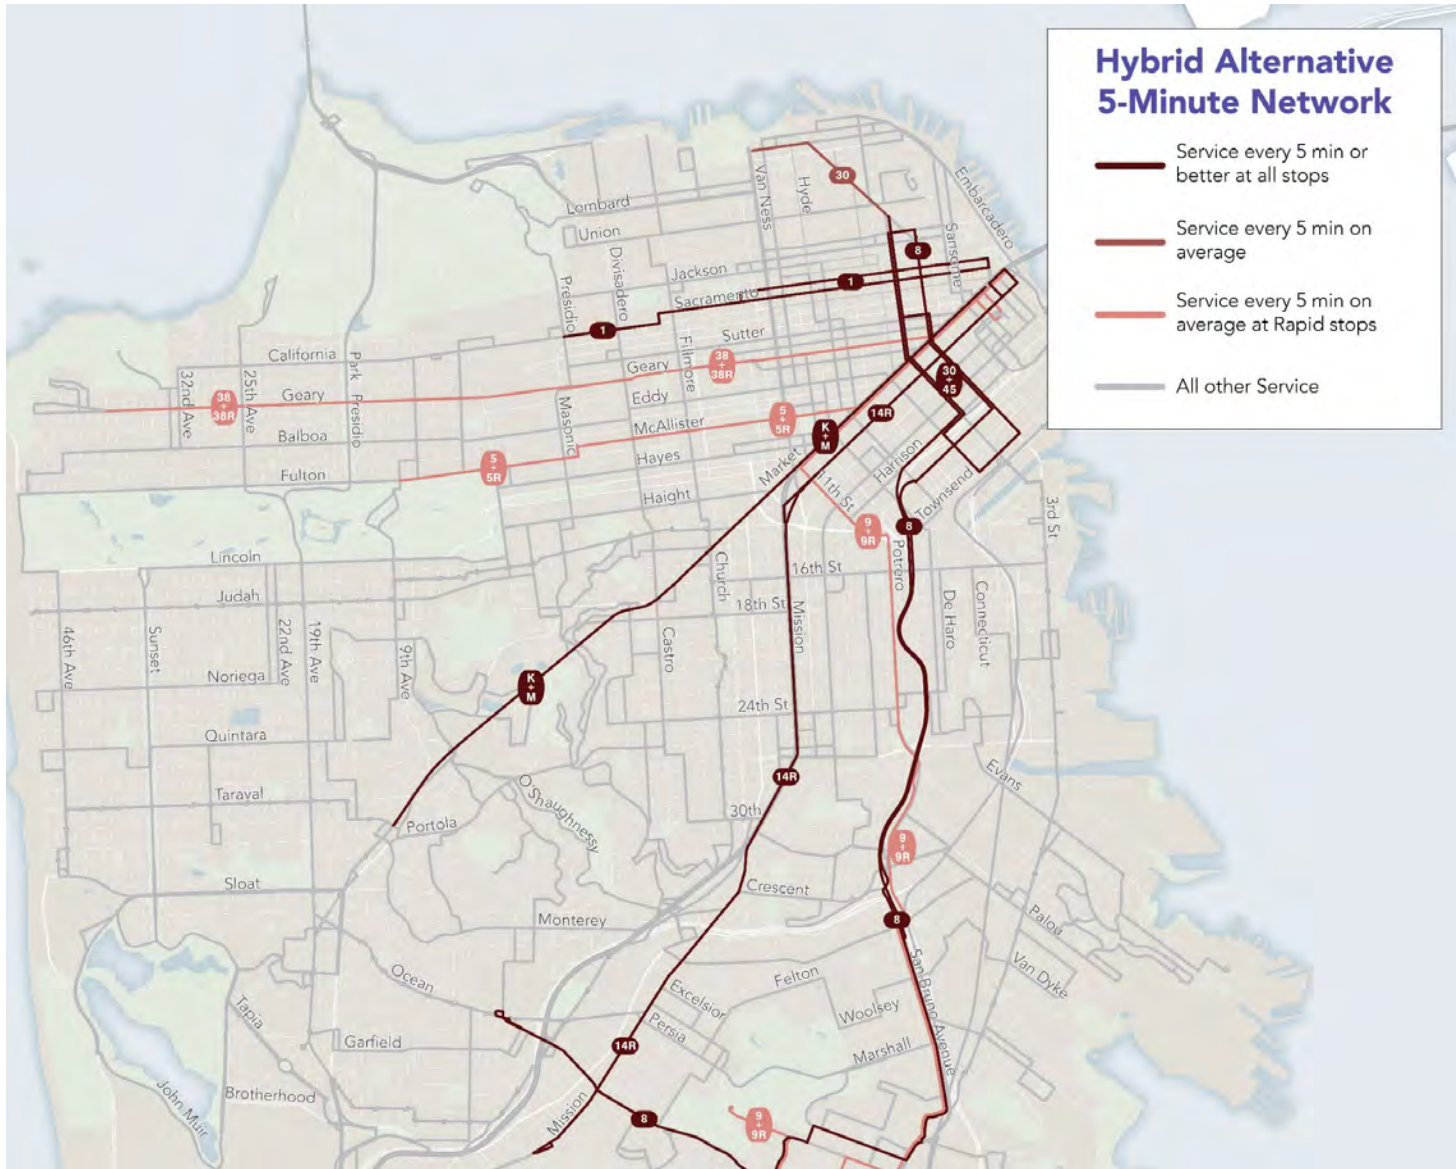 Hybrid Alternative
5-Minute Network
Service every 5 min or
better at all stops
Service every 5 min on
average
Service every 5 min on
average at Rapid stops
All other Service
Lombard
Union
Van Ness
Hyde
30
Embarcadero
Sansome
8
Divisadero
Presidio
Jackson
Sacramento
1
1
Sutter
California
Geary
Fillmore
38
+
38R
30
+
45
32nd Ave
25th Ave
Park Presidio
Geary
38
+
38R
Eddy
Masonic
McAllister
5
+
5R
14R
K
+
M
Balboa
Hayes
Market
Harrison
Fulton
5
+
5R
11th St
Townsend
3rd St
Haight
9
+
9R
8
Lincoln
Church
16th St
Potrero
Judah
18th St
Mission
De Haro
Connecticut
46th Ave
Sunset
22nd Ave
19th Ave
9th Ave
Castro
Noriega
K
+
M
24th St
Quintara
14R
Evans
Taraval
Portola
O'Shaughnessy
30th
9
+
9R
Sloat
Crescent
Monterey
8
Palou
Ocean
Felton
San Bruno Avenue
Van Dyke
Excelsior
Woolsey
Tapia
Persia
Garfield
14R
Marshall
John Muir
Brotherhood
Mission
8
9
+
9R